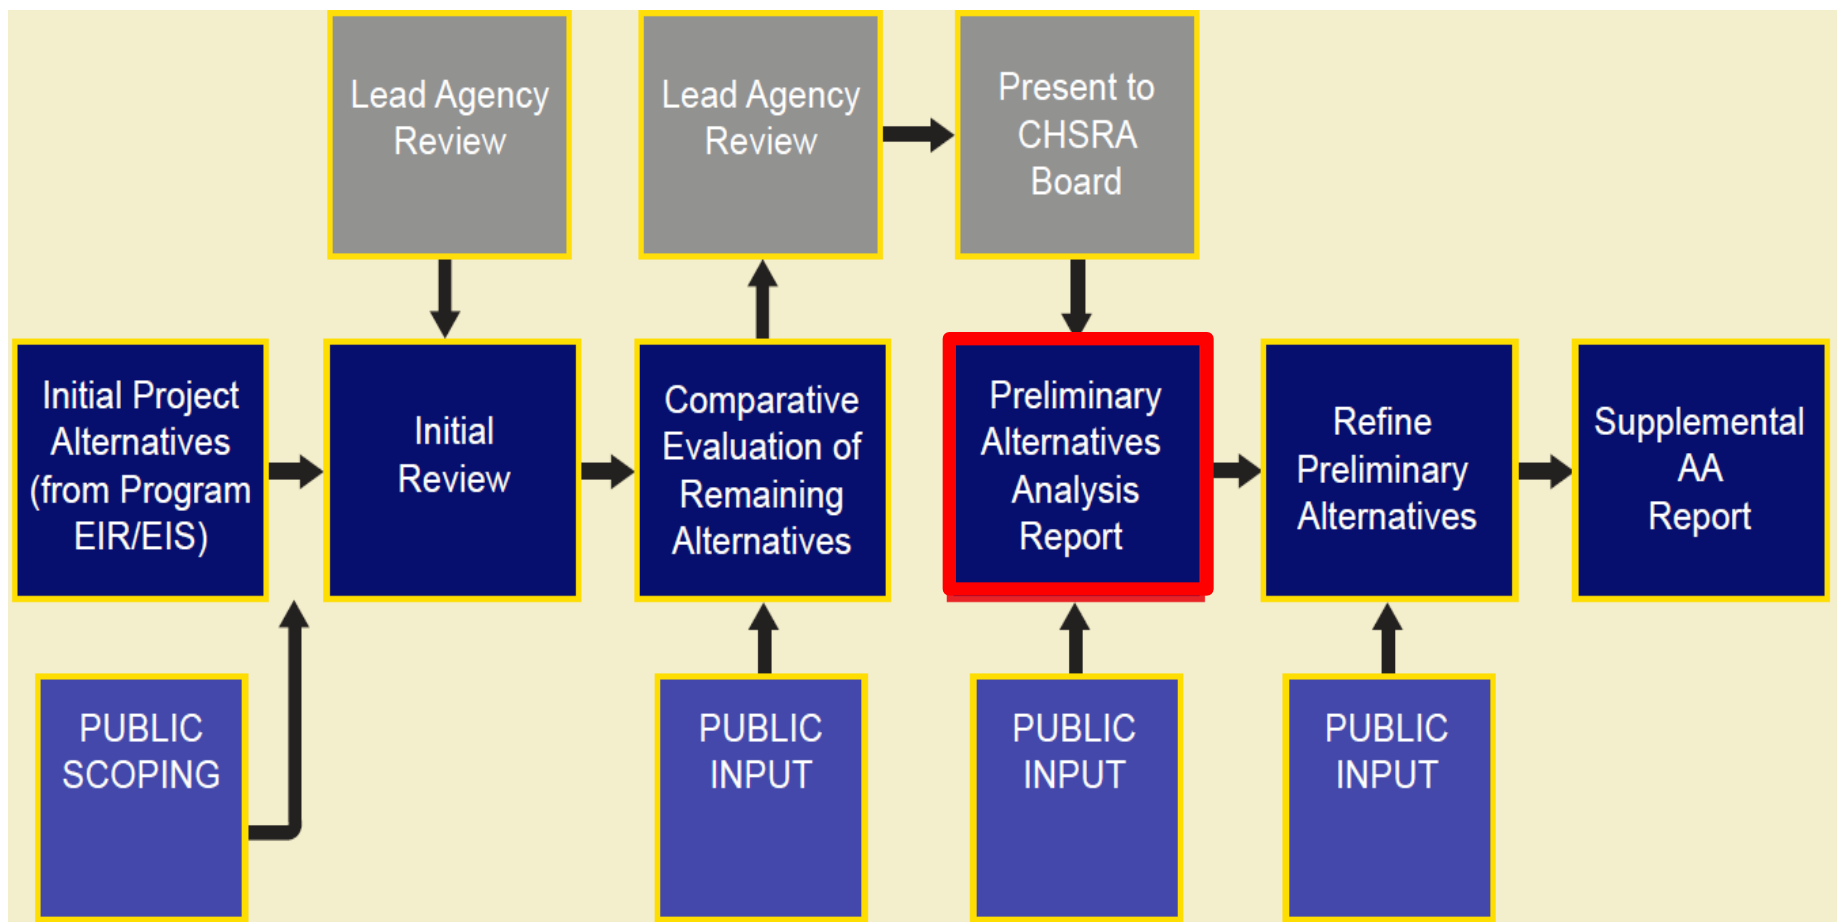 Lead Agency
Review
Lead Agency
Review
Present to
CHSRA
Board
Initial Project
Alternatives
(from Program
EIR/EIS)
Initial
Review
Comparative
Evaluation of
Remaining
Alternatives
Preliminary
Alternatives
Analysis
Report
Refine
Preliminary
Alternatives
Supplemental
AA
Report
PUBLIC
SCOPING
PUBLIC
INPUT
PUBLIC
INPUT
PUBLIC
INPUT